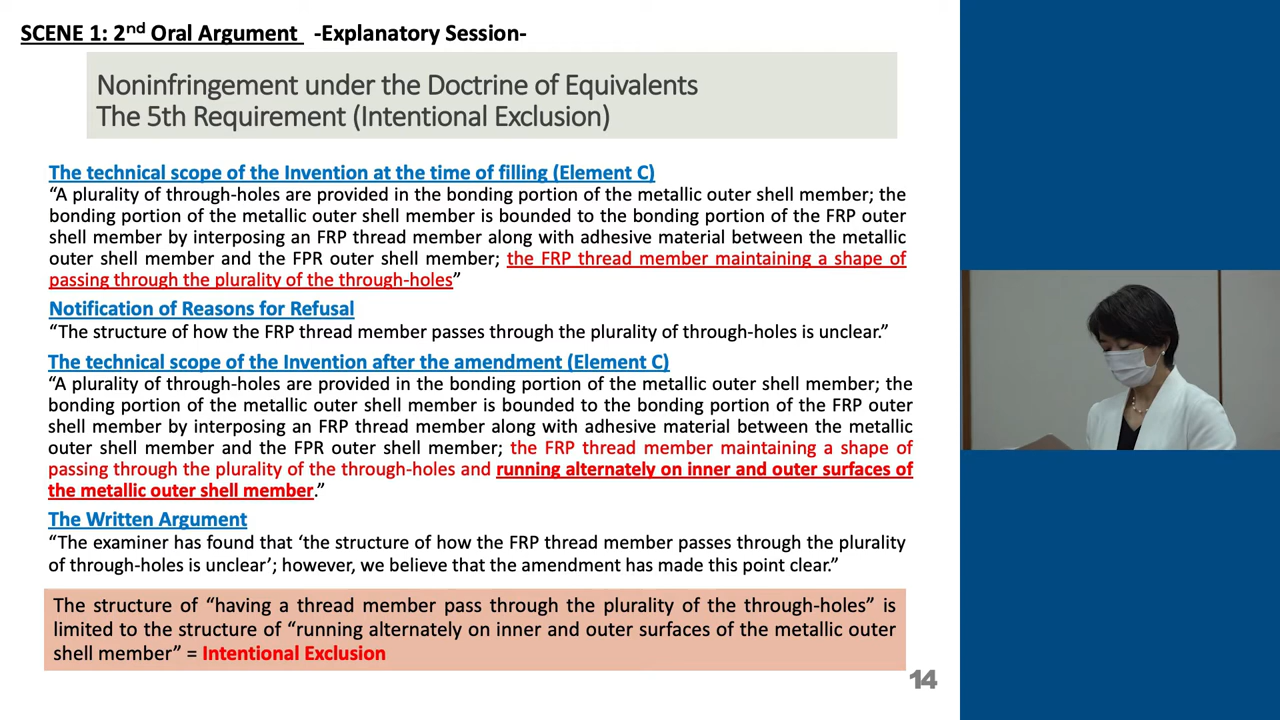 SCENE 1: 2nd Oral Argument -Explanatory Session-
Noninfringement under the Doctrine of Equivalents
The 5th Requirement (Intentional Exclusion)
The technical scope of the Invention at the time of filling (Element C)
“A plurality of through-holes are provided in the bonding portion of the metallic outer shell member; the
bonding portion of the metallic outer shell member is bounded to the bonding portion of the FRP outer
shell member by interposing an FRP thread member along with adhesive material between the metallic
outer shell member and the FPR outer shell member; the FRP thread member maintaining a shape of
passing through the plurality of the through-holes”
Notification of Reasons for Refusal
“The structure of how the FRP thread member passes through the plurality of through-holes is unclear.”
The technical scope of the Invention after the amendment (Element C)
“A plurality of through-holes are provided in the bonding portion of the metallic outer shell member; the
bonding portion of the metallic outer shell member is bounded to the bonding portion of the FRP outer
shell member by interposing an FRP thread member along with adhesive material between the metallic
outer shell member and the FPR outer shell member; the FRP thread member maintaining a shape of
passing through the plurality of the through-holes and running alternately on inner and outer surfaces of
the metallic outer shell member.”
The Written Argument
“The examiner has found that ‘the structure of how the FRP thread member passes through the plurality
of through-holes is unclear’; however, we believe that the amendment has made this point clear.”
The structure of “having a thread member pass through the plurality of the through-holes” is
limited to the structure of “running alternately on inner and outer surfaces of the metallic outer
shell member” = Intentional Exclusion
14